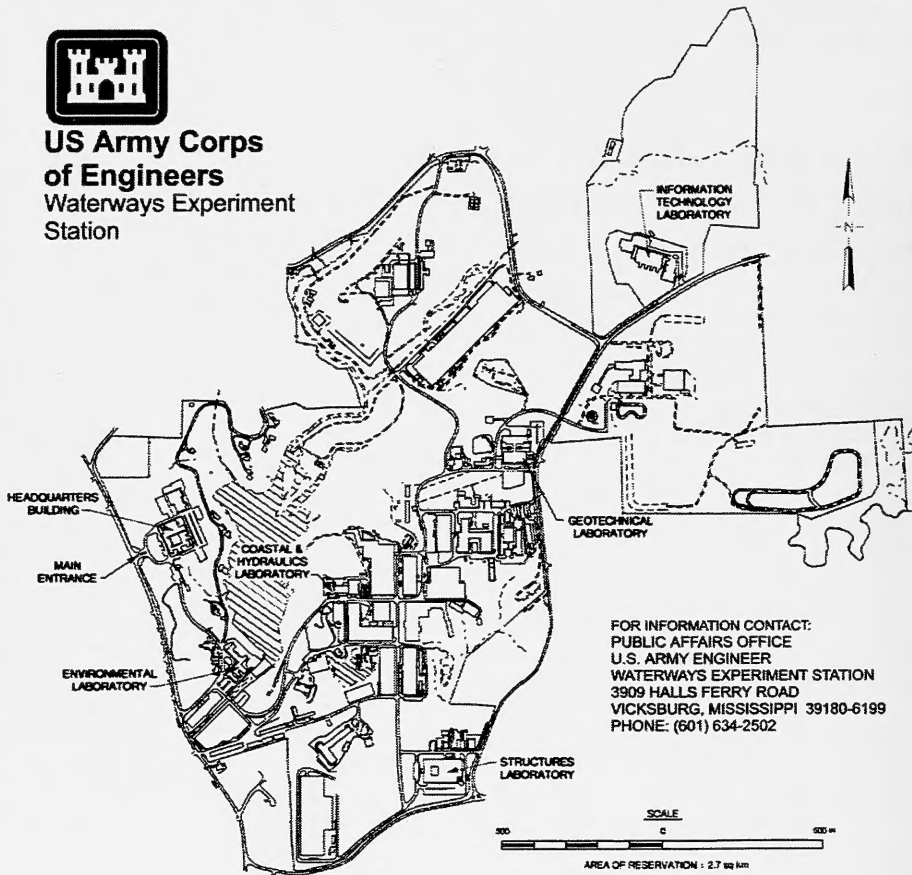 US Army Corps
of Engineers
Waterways Experiment
Station
INFORMATION
TECHNOLOGY
LABORATORY
N
HEADQUARTERS
BUILDING
MAIN
ENTRANCE
COASTAL &
HYDRAULICS
LABORATORY
GEOTECHNICAL
LABORATORY
ENVIRONMENTAL
LABORATORY
FOR INFORMATION CONTACT:
PUBLIC AFFAIRS OFFICE
U.S. ARMY ENGINEER
WATERWAYS EXPERIMENT STATION
3909 HALLS FERRY ROAD
VICKSBURG, MISSISSIPPI 39180-6199
PHONE: (601) 634-2502
STRUCTURES
LABORATORY
SCALE
500 0 500 m
AREA OF RESERVATION : 2.7 sq km